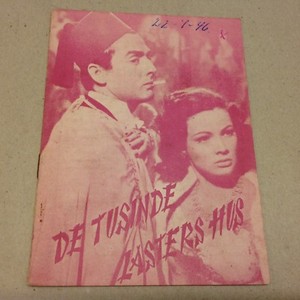 22-1-46
DE TUSINDE
LASTERS HUS